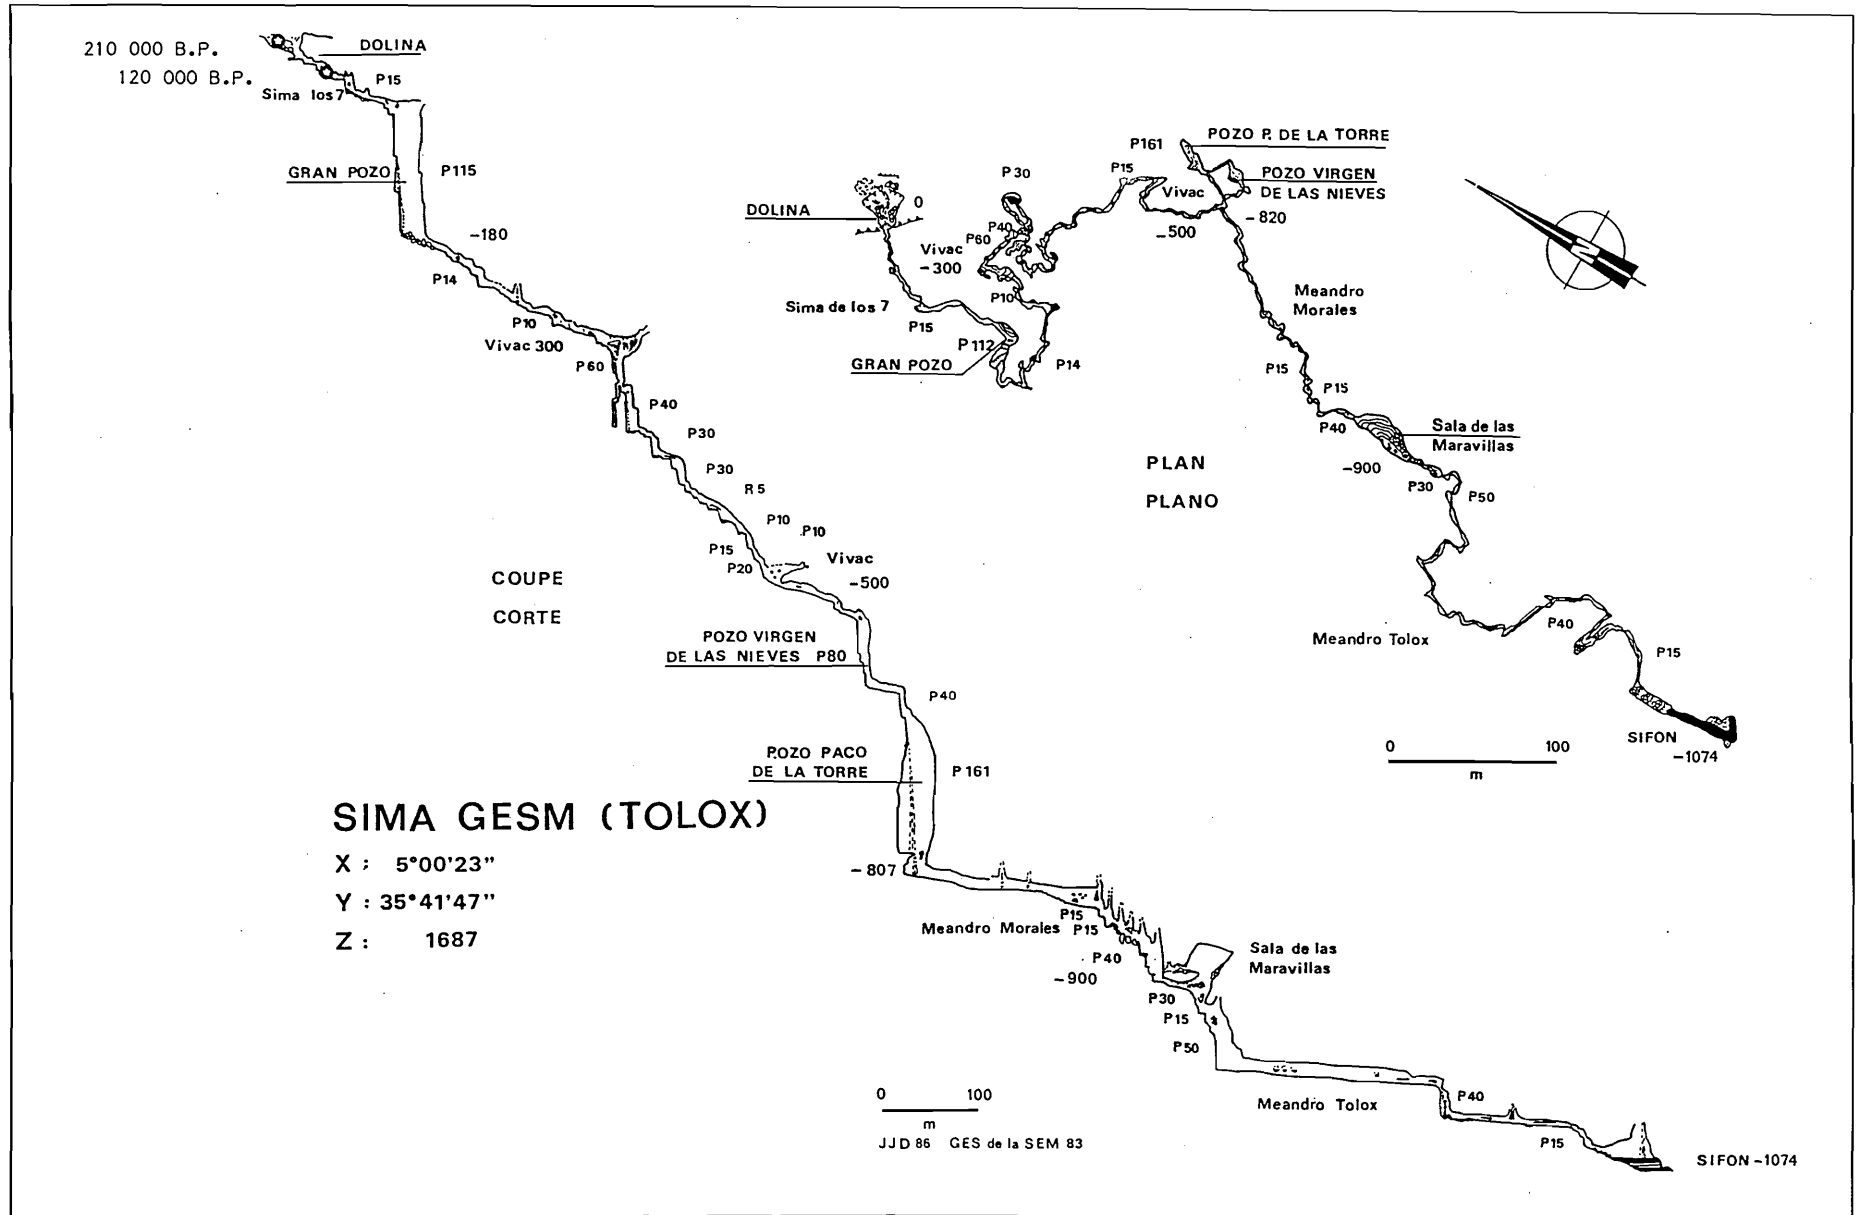 210 000 B.P.
120 000 B.P.
DOLINA
P15
Sima los 7
GRAN POZO
P115
-180
P14
P10
Vivac 300
P60
P40
P30
P30
R5
P10
P10
P15
P20
Vivac
-500
COUPE
CORTE
POZO VIRGEN
DE LAS NIEVES P80
P40
POZO PACO
DE LA TORRE
P161
-807
Meandro Morales
P15
P15
P40
-900
Sala de las
Maravillas
P30
P15
P50
Meandro Tolox
P40
P15
SIFON -1074
0 100
m
JJD 86 GES de la SEM 83
SIMA GESM (TOLOX)
X : 5°00'23"
Y : 35°41'47"
Z : 1687
DOLINA
0
Sima de los 7
P15
P112
GRAN POZO
P14
P10
Vivac
-300
P60
P40
P30
P15
Vivac
-500
P161
POZO P. DE LA TORRE
POZO VIRGEN
DE LAS NIEVES
-820
Meandro
Morales
P15
P15
P40
Sala de las
Maravillas
-900
P30
P50
PLAN
PLANO
Meandro Tolox
P40
P15
SIFON
-1074
0 100
m